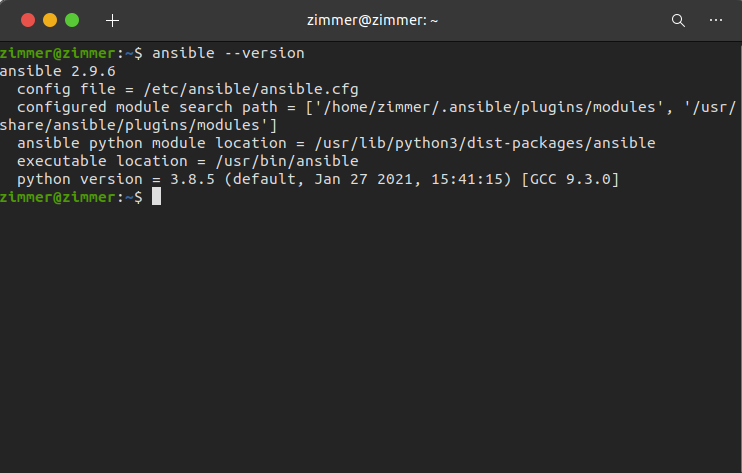 zimmer@zimmer: ~
zimmer@zimmer:~$ ansible --version
ansible 2.9.6
  config file = /etc/ansible/ansible.cfg
  configured module search path = ['/home/zimmer/.ansible/plugins/modules', '/usr/
share/ansible/plugins/modules']
  ansible python module location = /usr/lib/python3/dist-packages/ansible
  executable location = /usr/bin/ansible
  python version = 3.8.5 (default, Jan 27 2021, 15:41:15) [GCC 9.3.0]
zimmer@zimmer:~$